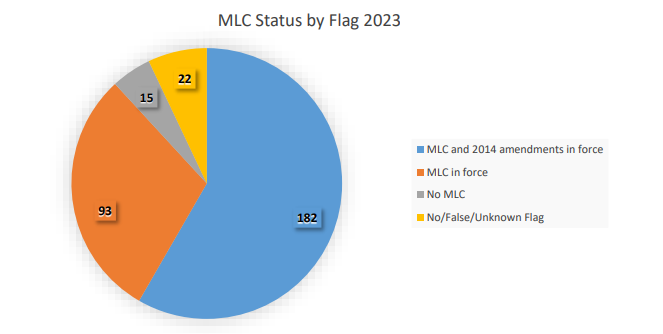 MLC Status by Flag 2023
22
15
93
182
MLC and 2014 amendments in force
MLC in force
No MLC
No/False/Unknown Flag